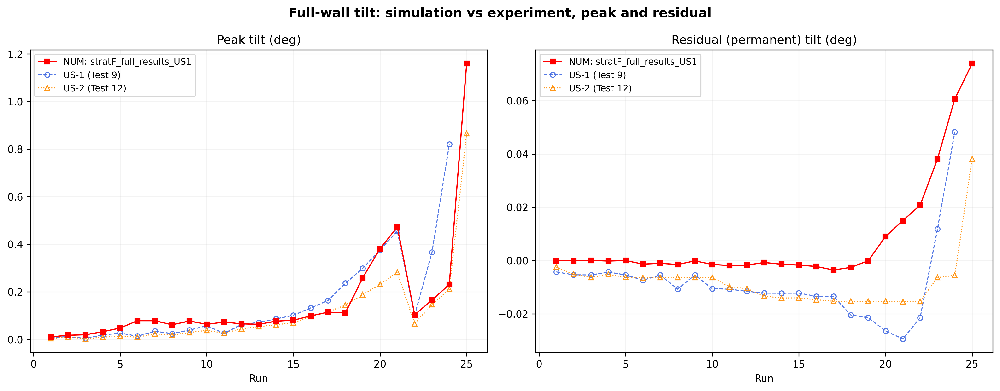 Full-wall tilt: simulation vs experiment, peak and residual
Peak tilt (deg)
1.2
1.0
0.8
0.6
0.4
0.2
0.0
NUM: stratF_full_results_US1
US-1 (Test 9)
US-2 (Test 12)
0
5
10
15
20
25
Run
Residual (permanent) tilt (deg)
0.06
0.04
0.02
0.00
−0.02
NUM: stratF_full_results_US1
US-1 (Test 9)
US-2 (Test 12)
0
5
10
15
20
25
Run